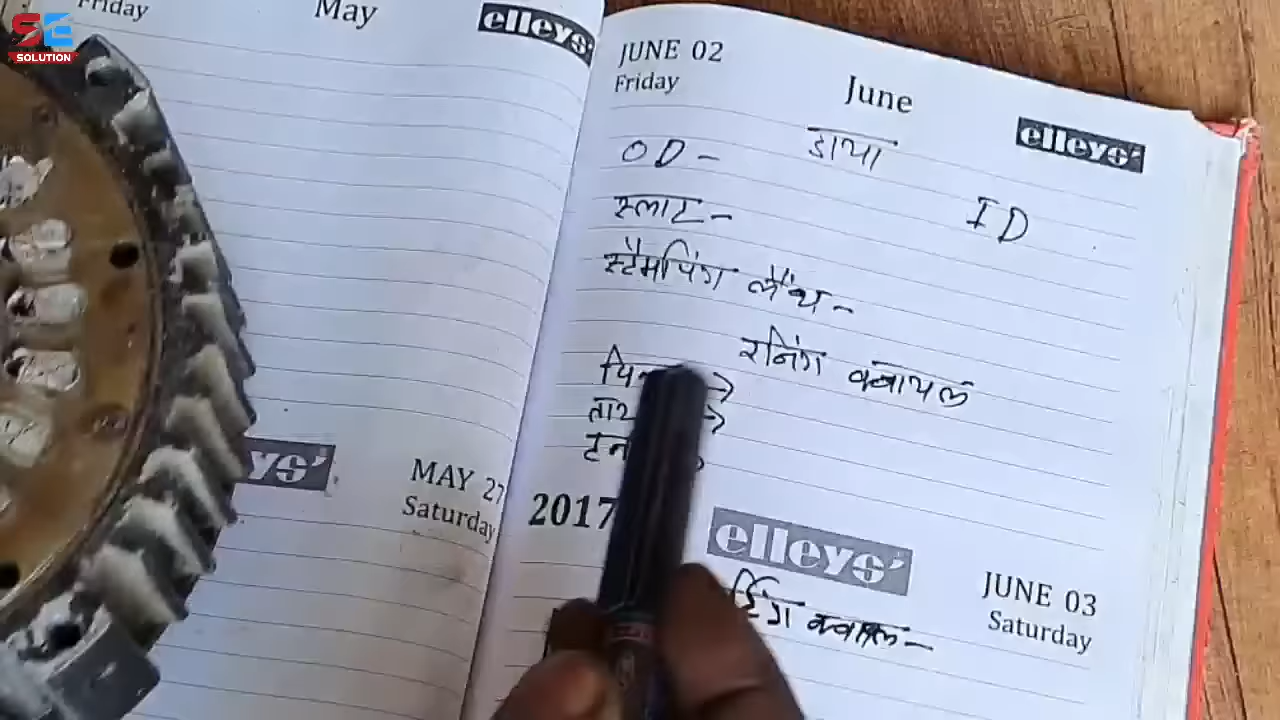 SE
SOLUTION
Friday
May
elleys'
MAY 27
Saturday
JUNE 02
Friday
June
elleys'
OD - डाया
ID
स्लाट -
स्टैमपिंग लैंथ -
रनिंग क्वायल
2017
elleys'
JUNE 03
Saturday
क्वायल -